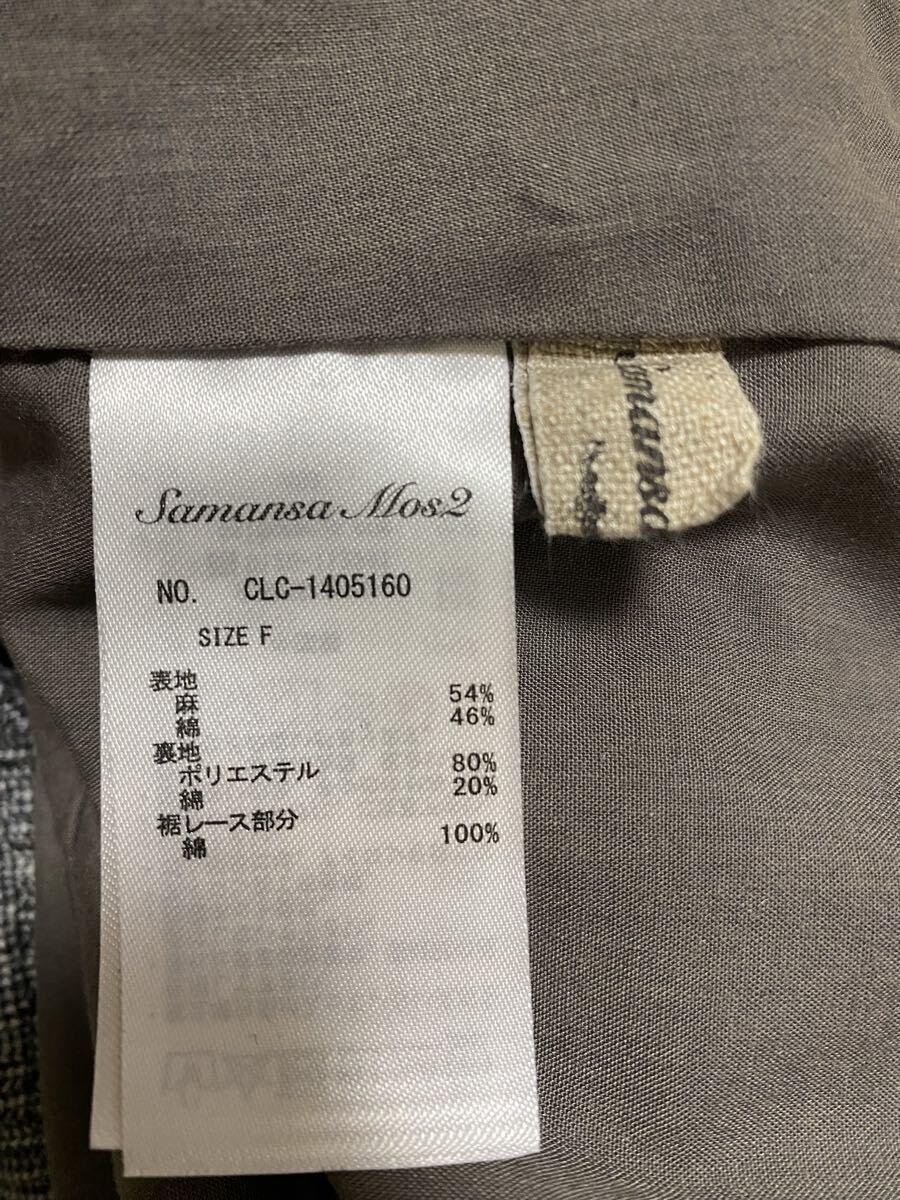 Samansa Mos2
NO. CLC-1405160
SIZE F
表地
麻 54%
綿 46%
裏地
ポリエステル 80%
綿 20%
裾レース部分
綿 100%
Samansa